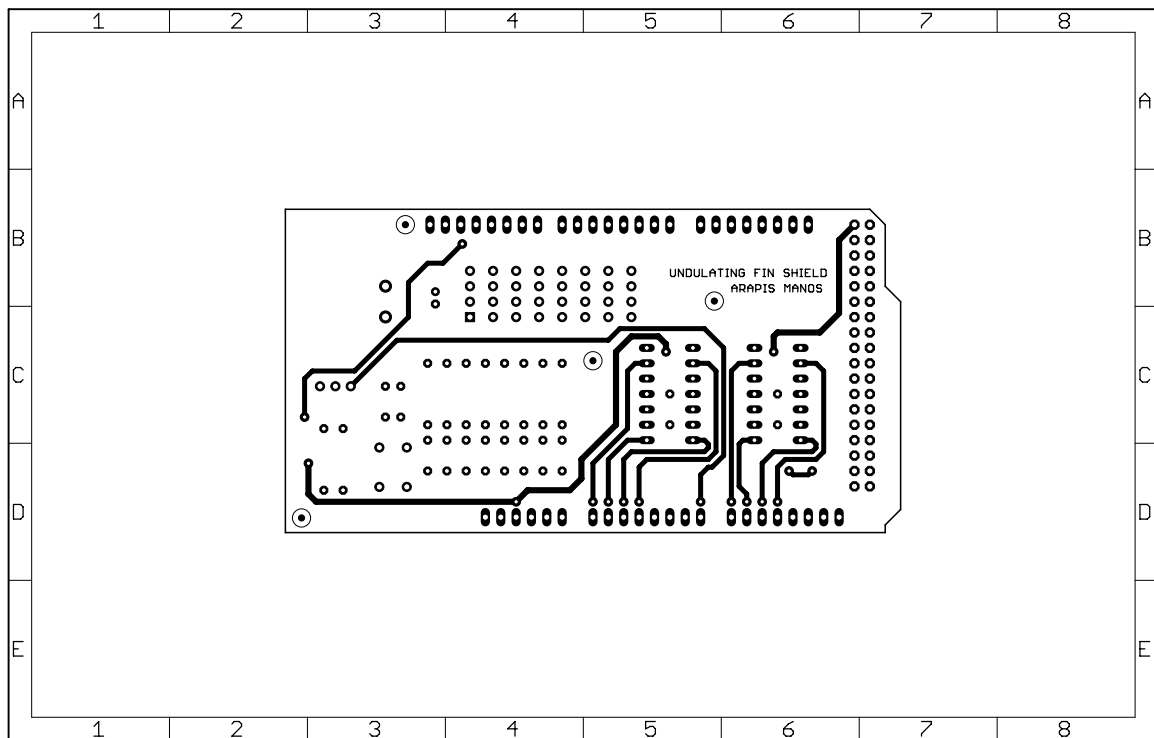 1 2 3 4 5 6 7 8
A A
B B
UNDULATING FIN SHIELD
ARAPIS MANOS
C C
D D
E E
1 2 3 4 5 6 7 8